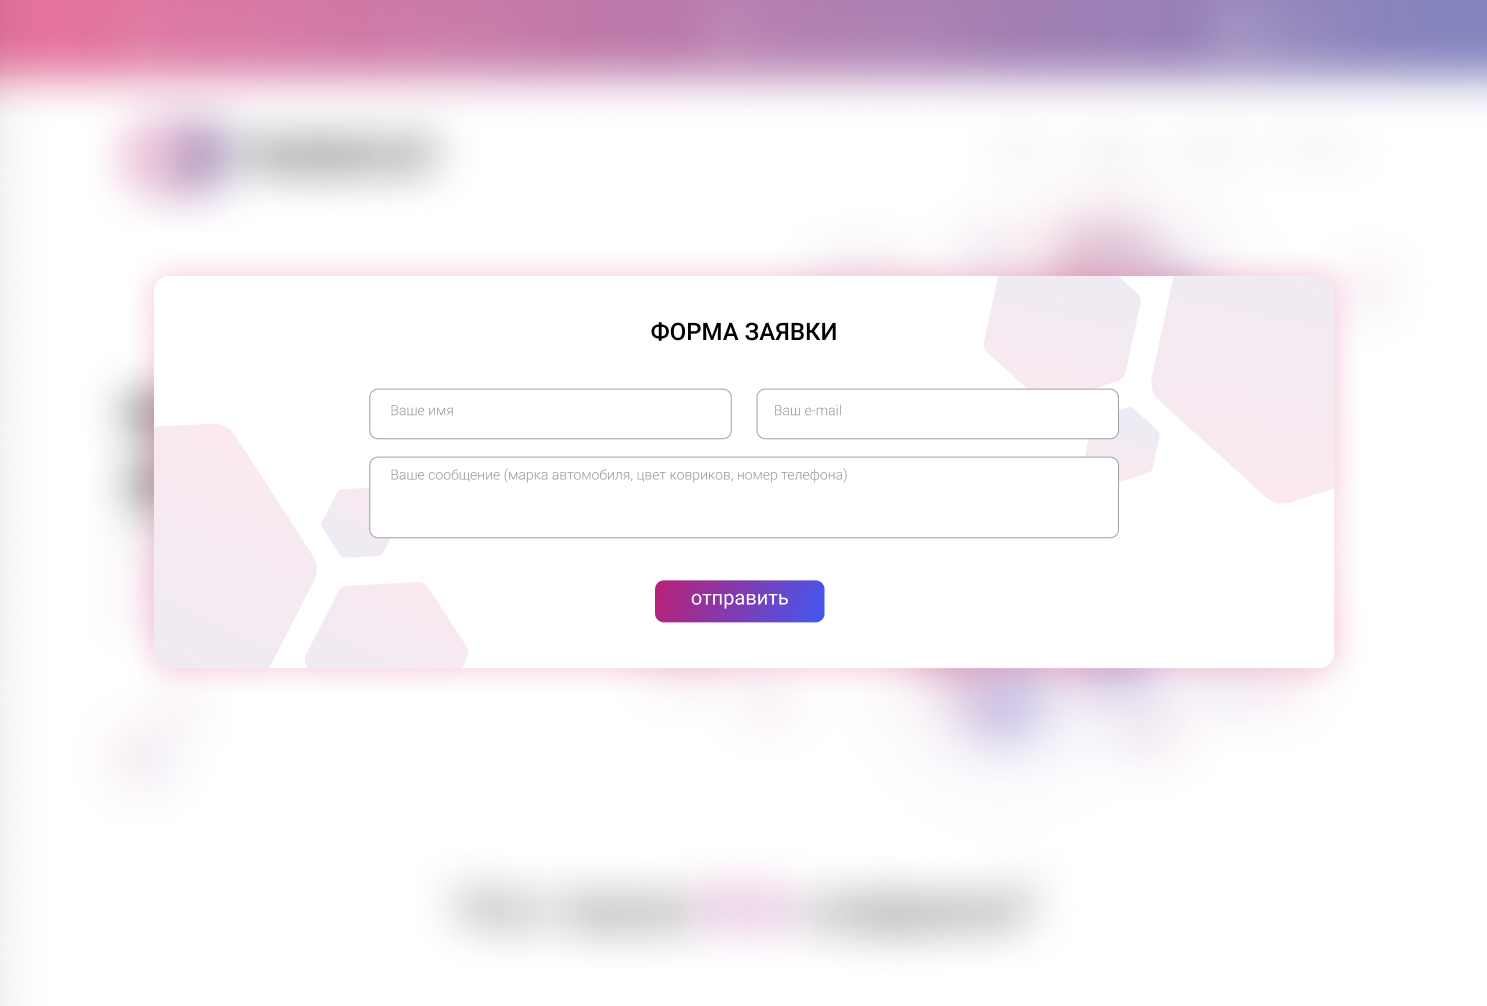 ФОРМА ЗАЯВКИ
Ваше имя
Ваш e-mail
Ваше сообщение (марка автомобиля, цвет ковриков, номер телефона)
отправить